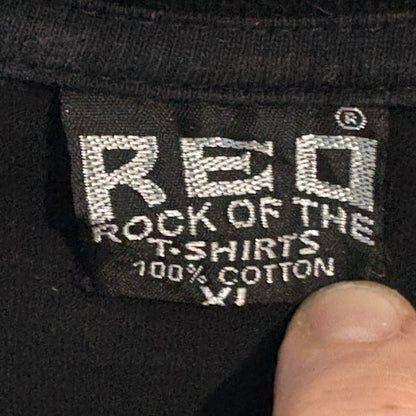 ®
REO
ROCK OF THE
T-SHIRTS
100% COTTON
XL